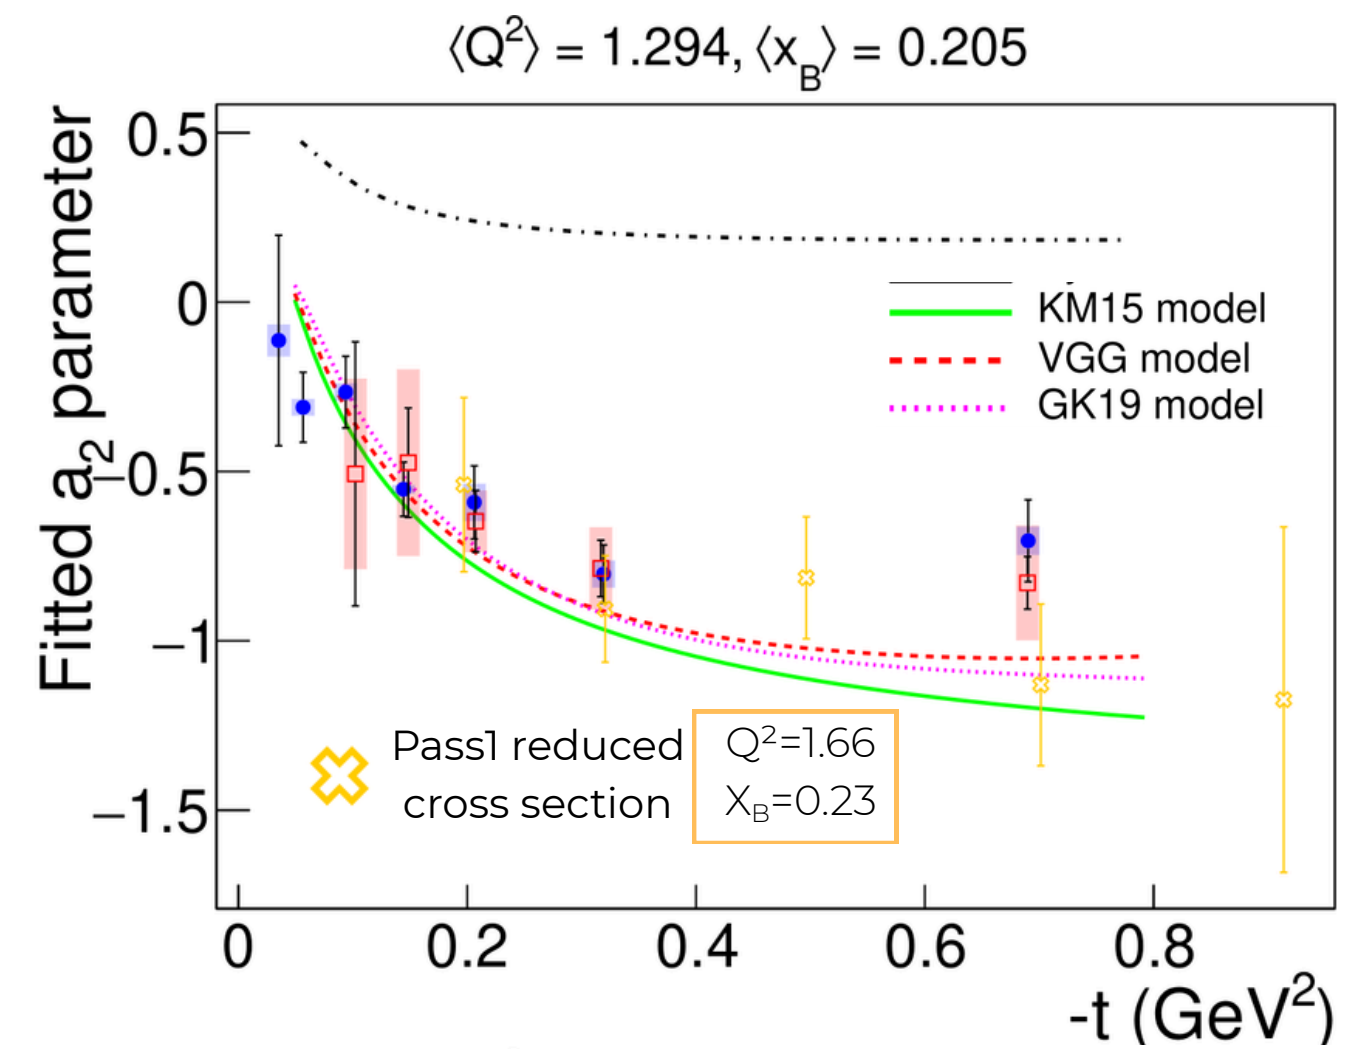 ⟨Q²⟩ = 1.294, ⟨x_B⟩ = 0.205
Fitted a₂ parameter
0.5
0
−0.5
−1
−1.5
KM15 model
VGG model
GK19 model
Pass1 reduced
cross section
Q²=1.66
X_B=0.23
0 0.2 0.4 0.6 0.8
-t (GeV²)